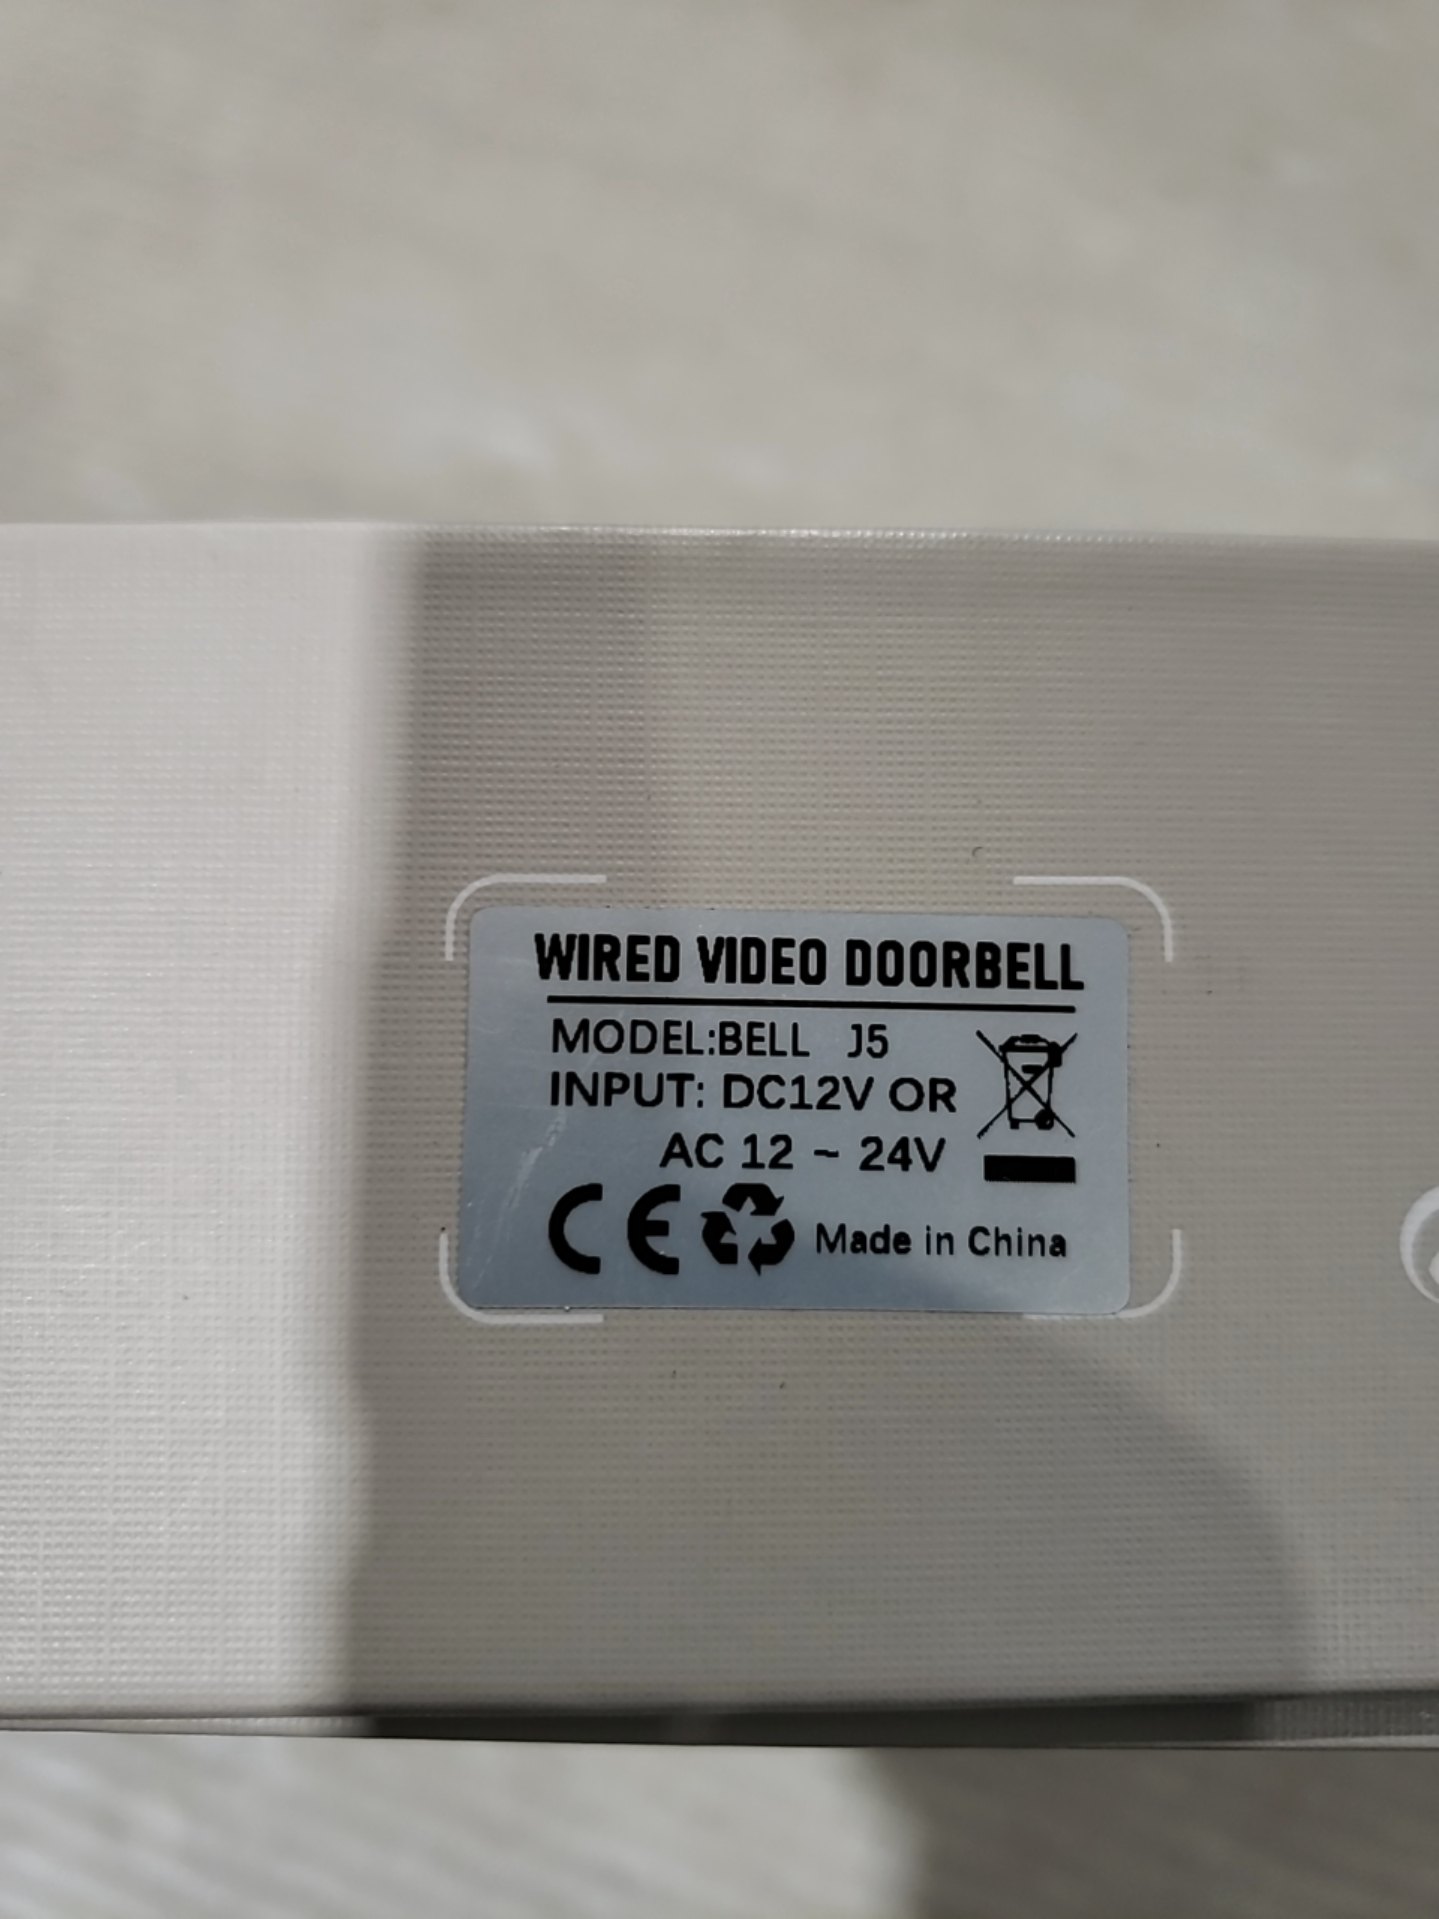 WIRED VIDEO DOORBELL
MODEL:BELL J5
INPUT: DC12V OR
AC 12 ~ 24V
CE Made in China